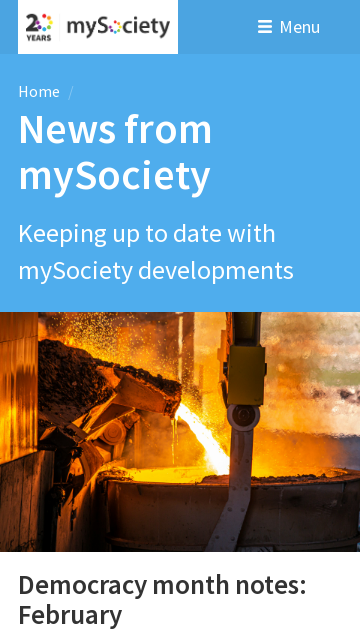 20 YEARS mySociety
Menu
Home /
News from
mySociety
Keeping up to date with
mySociety developments
Democracy month notes:
February